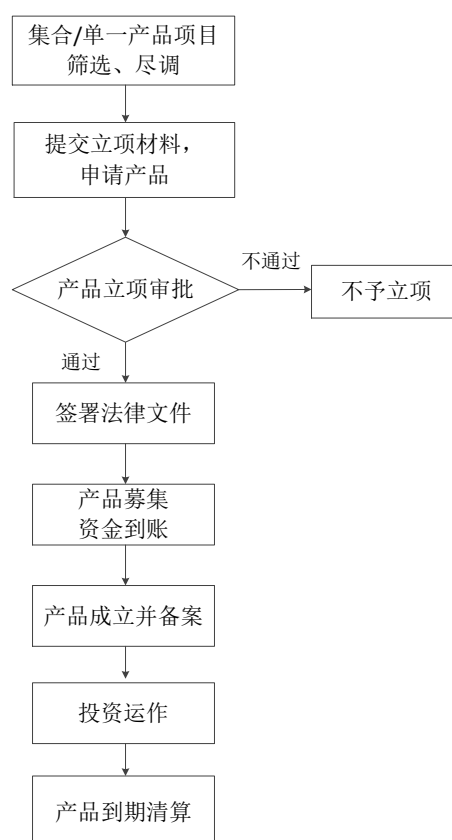 集合/单一产品项目
筛选、尽调
提交立项材料，
申请产品
产品立项审批
不通过
不予立项
通过
签署法律文件
产品募集
资金到账
产品成立并备案
投资运作
产品到期清算